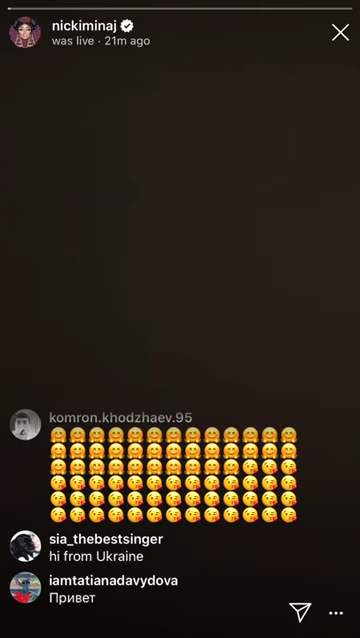 nickiminaj
was live · 21m ago
komron.khodzhaev.95
🤗🤗🤗🤗🤗🤗🤗🤗🤗🤗🤗🤗🤗
🤗🤗🤗🤗🤗🤗🤗🤗🤗🤗🤗🤗🤗
🤗🤗🤗🤗🤗🤗🤗🤗🤗🤗😘😘😘
😘😘😘😘😘😘😘😘😘😘😘😘😘
😘😘😘😘😘😘😘😘😘😘😘😘😘
😘😘😘😘😘😘😘😘😘😘😘😘😘
sia_thebestsinger
hi from Ukraine
iamtatianadavydova
Привет